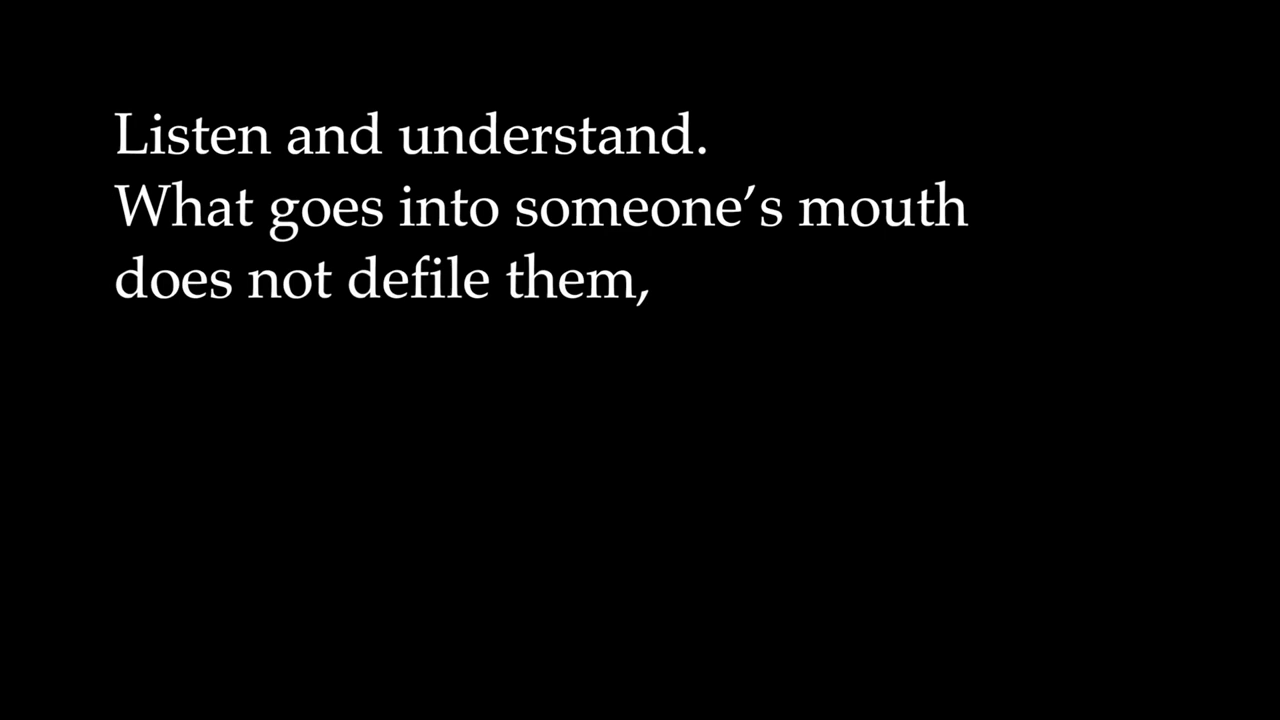 Listen and understand.
What goes into someone’s mouth
does not defile them,